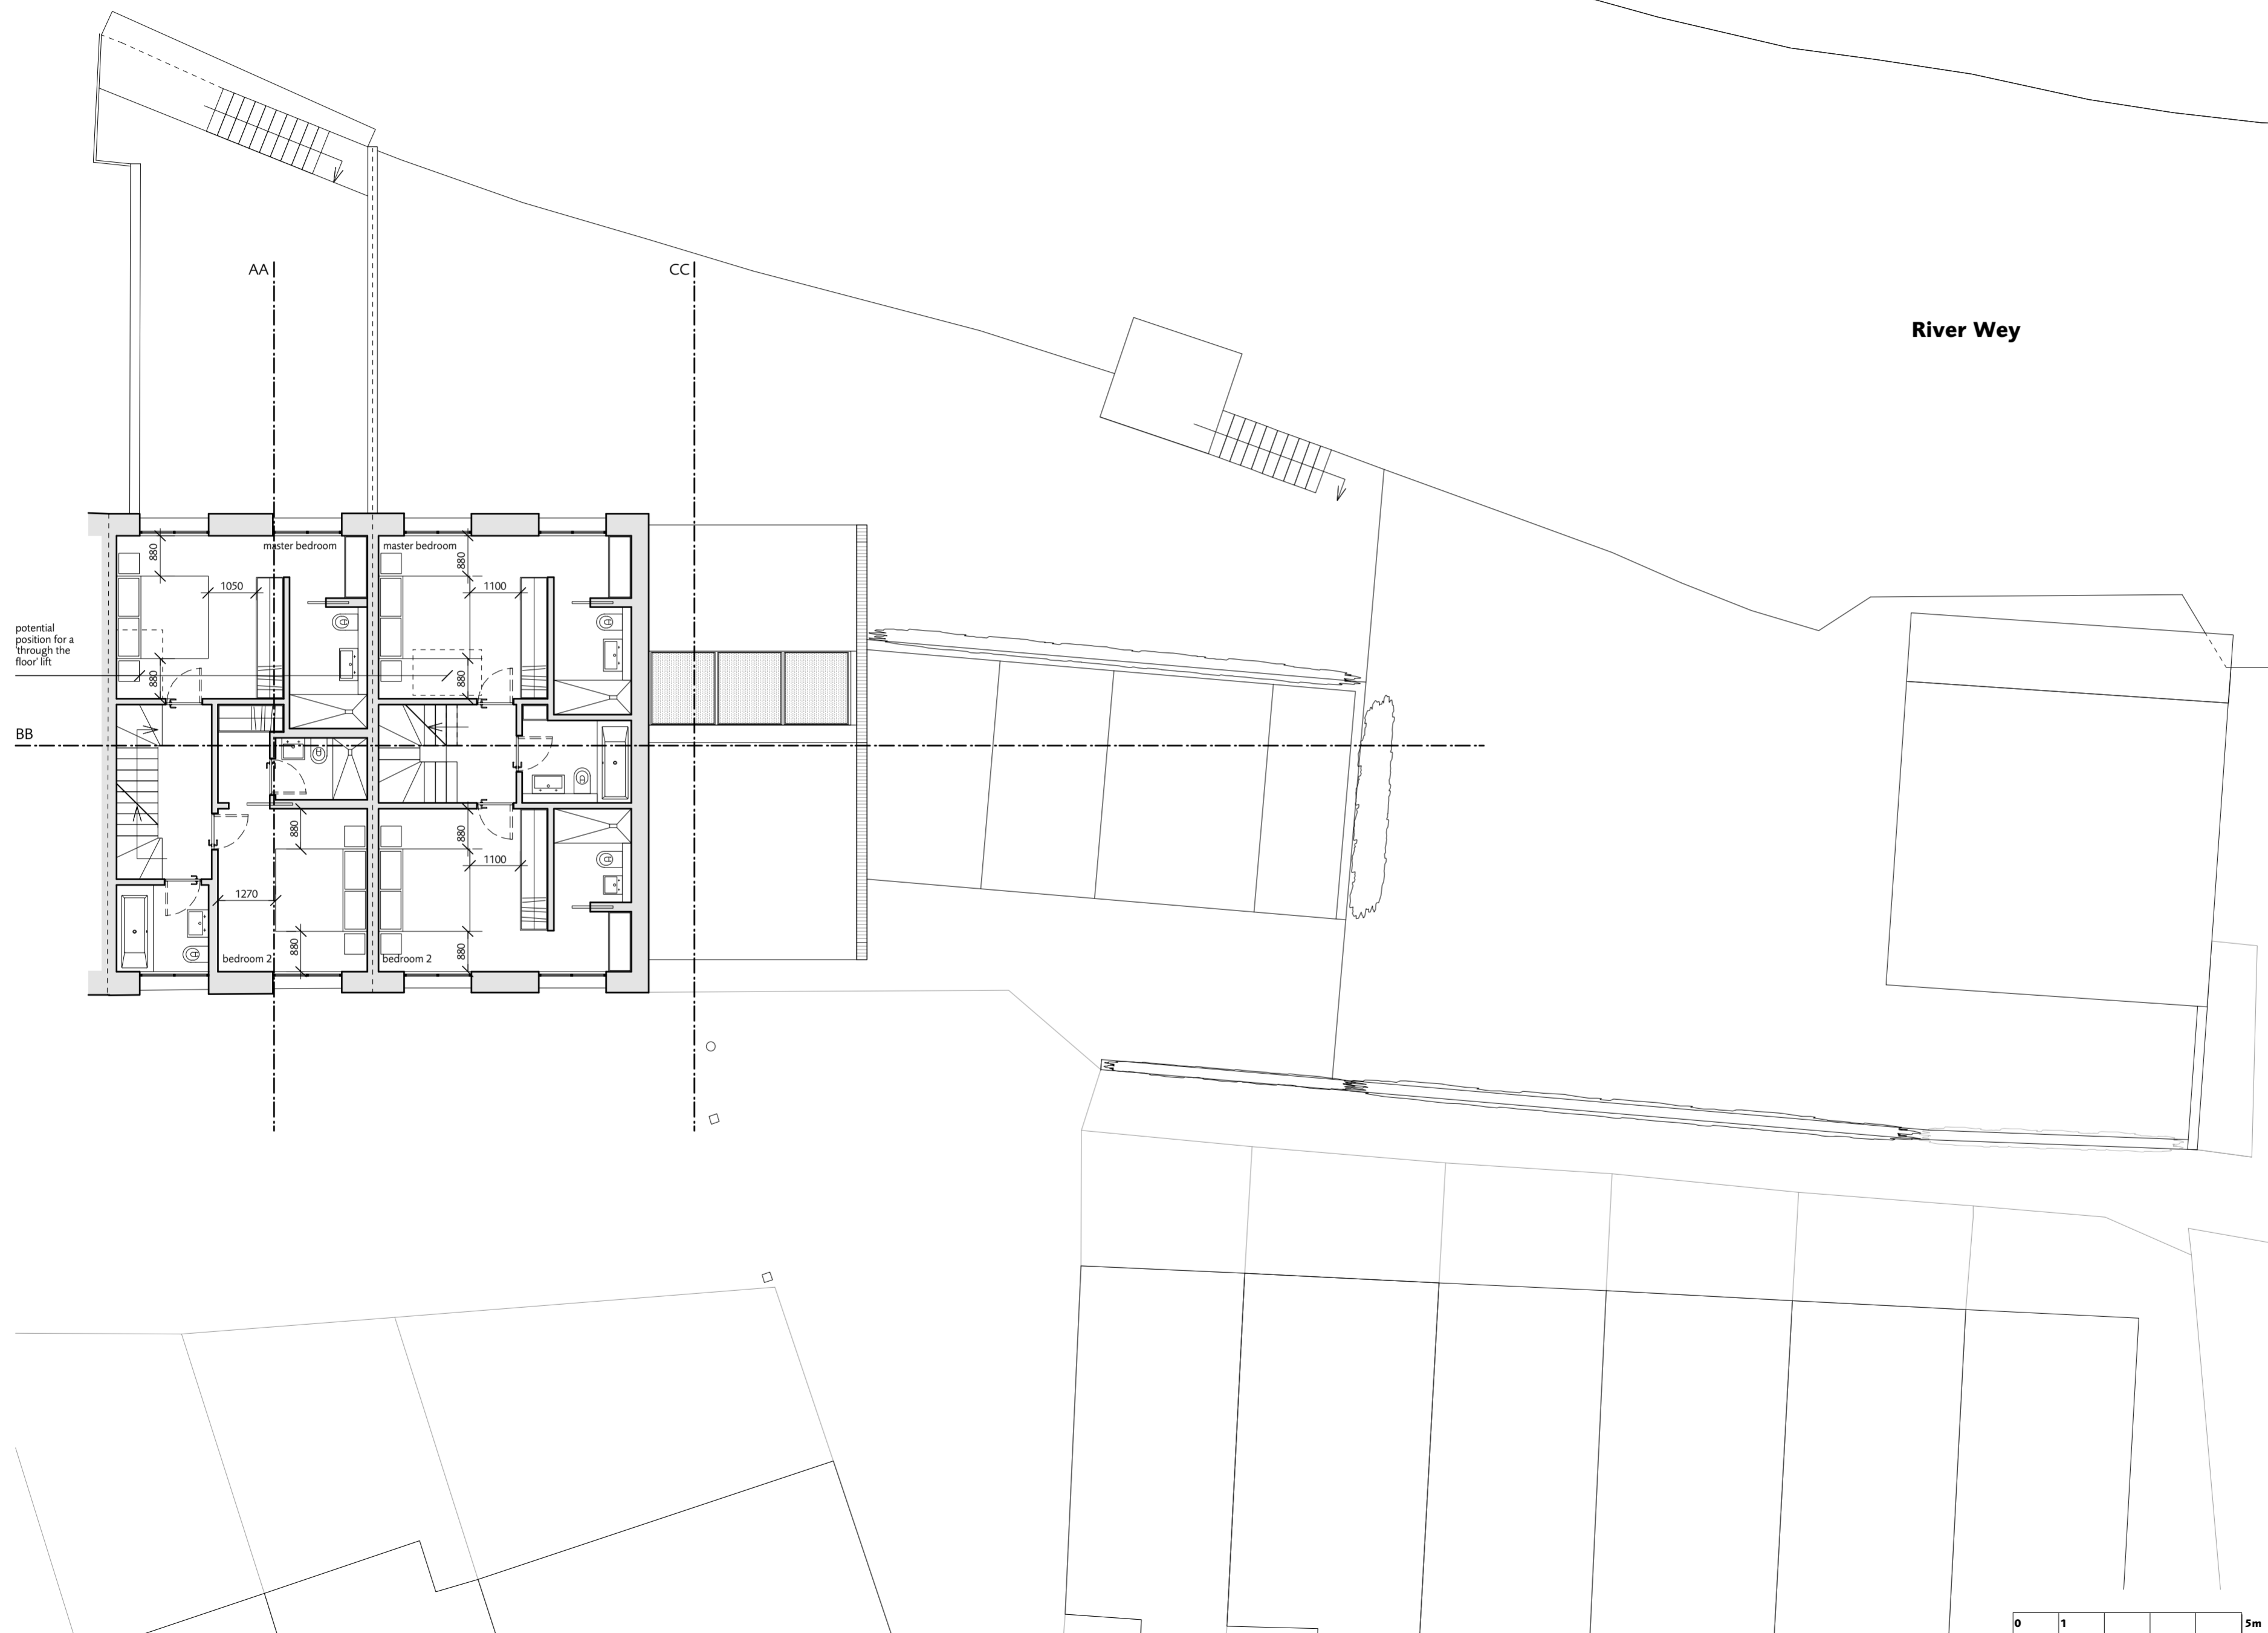 River Wey
AA
CC
master bedroom
master bedroom
880
880
1050
1100
potential
position for a
'through the
floor' lift
880
880
BB
880
880
1100
1270
880
880
bedroom 2
bedroom 2
0
1
5m